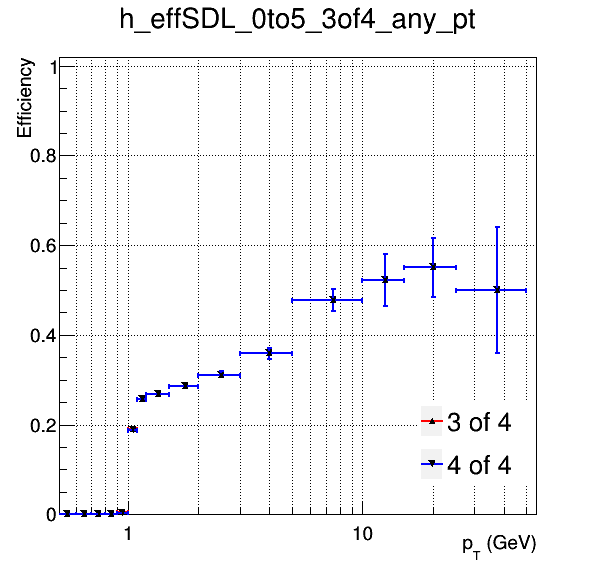 h_effSDL_0to5_3of4_any_pt
Efficiency
1
0.8
0.6
0.4
0.2
0
3 of 4
4 of 4
1
10
p_T (GeV)